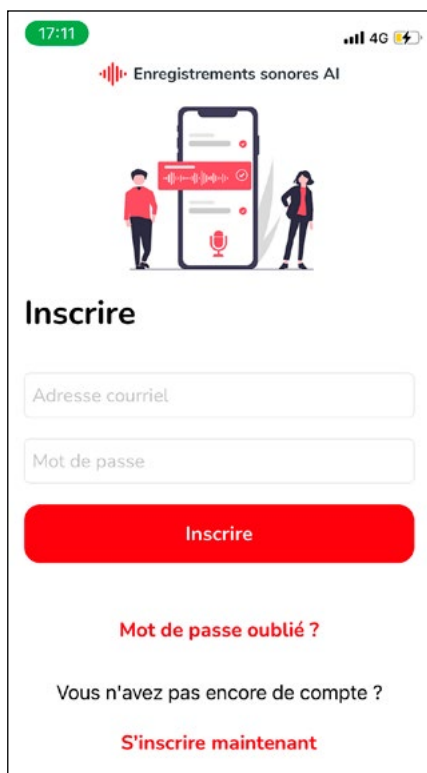 17:11
4G
Enregistrements sonores AI
Inscrire
Adresse courriel
Mot de passe
Inscrire
Mot de passe oublié ?
Vous n'avez pas encore de compte ?
S'inscrire maintenant